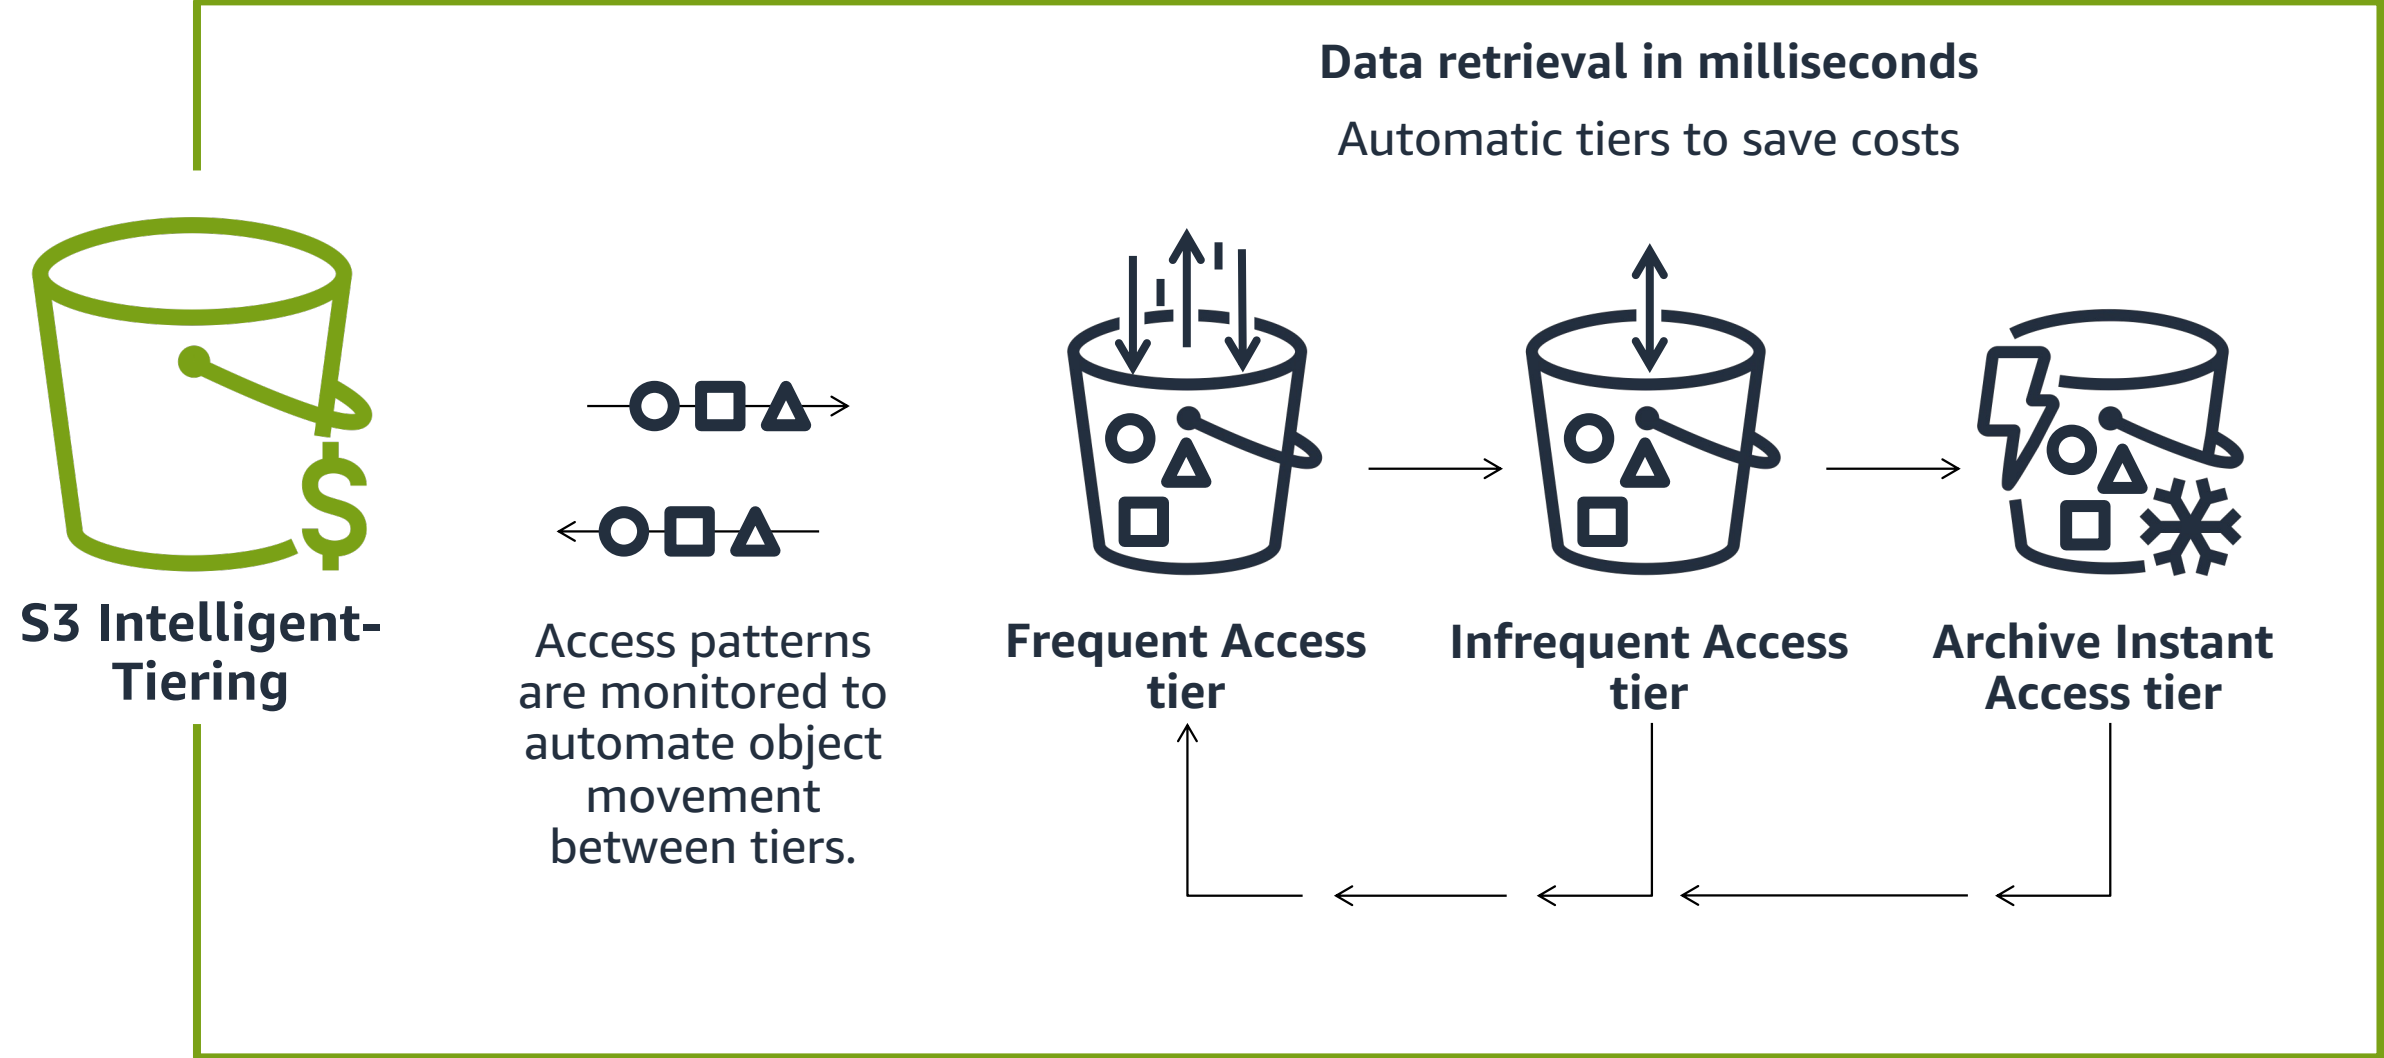 Data retrieval in milliseconds
Automatic tiers to save costs
$
S3 Intelligent-
Tiering
Access patterns
are monitored to
automate object
movement
between tiers.
Frequent Access
tier
Infrequent Access
tier
Archive Instant
Access tier